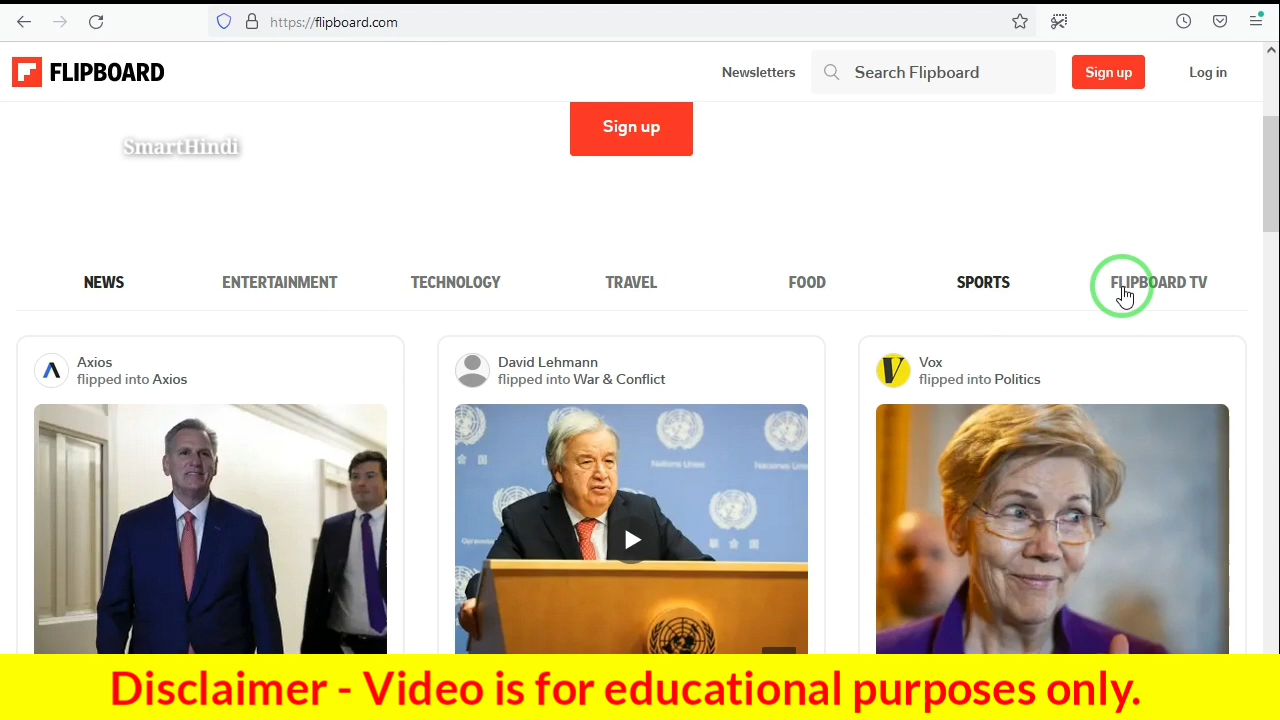 https://flipboard.com
FLIPBOARD
Newsletters
Search Flipboard
Sign up
Log in
Sign up
SmartHindi
NEWS
ENTERTAINMENT
TECHNOLOGY
TRAVEL
FOOD
SPORTS
FLIPBOARD TV
Axios
flipped into Axios
David Lehmann
flipped into War & Conflict
Vox
flipped into Politics
Nations Unies
Disclaimer - Video is for educational purposes only.